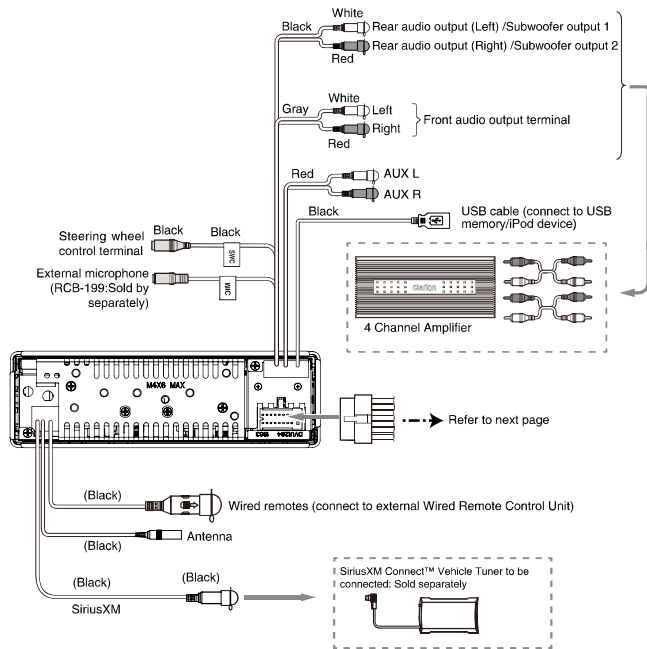 White
Black
Rear audio output (Left) /Subwoofer output 1
Rear audio output (Right) /Subwoofer output 2
Red
White
Gray
Left
Right
Front audio output terminal
Red
Red
AUX L
AUX R
Black
USB cable (connect to USB
memory/iPod device)
Steering wheel
control terminal
Black
Black
SWC
External microphone
(RCB-199:Sold by
separately)
MIC
clarion
4 Channel Amplifier
M4X6 MAX
Refer to next page
(Black)
Wired remotes (connect to external Wired Remote Control Unit)
Antenna
(Black)
(Black)
(Black)
SiriusXM
SiriusXM Connect™ Vehicle Tuner to be
connected: Sold separately